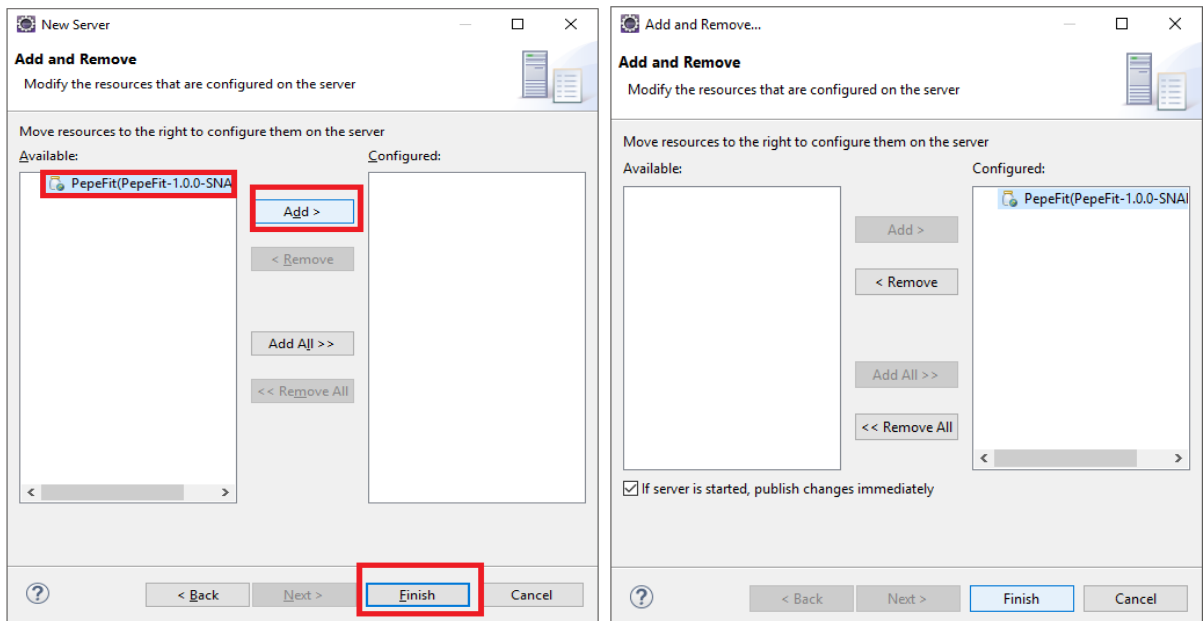 New Server
Add and Remove
Modify the resources that are configured on the server
Move resources to the right to configure them on the server
Available:
Configured:
PepeFit(PepeFit-1.0.0-SNA
Add >
< Remove
Add All >>
<< Remove All
< Back
Next >
Finish
Cancel
Add and Remove...
Add and Remove
Modify the resources that are configured on the server
Move resources to the right to configure them on the server
Available:
Configured:
PepeFit(PepeFit-1.0.0-SNAI
Add >
< Remove
Add All >>
<< Remove All
If server is started, publish changes immediately
< Back
Next >
Finish
Cancel